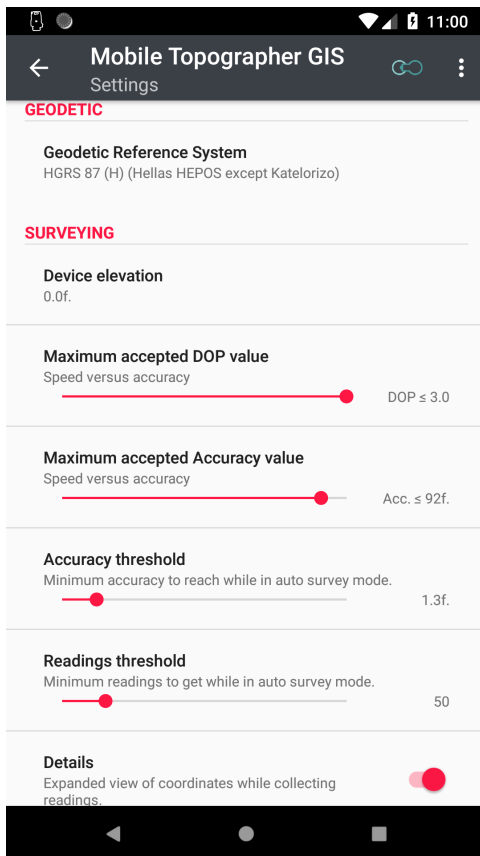 11:00
Mobile Topographer GIS
Settings
GEODETIC
Geodetic Reference System
HGRS 87 (H) (Hellas HEPOS except Katelorizo)
SURVEYING
Device elevation
0.0f.
Maximum accepted DOP value
Speed versus accuracy
DOP ≤ 3.0
Maximum accepted Accuracy value
Speed versus accuracy
Acc. ≤ 92f.
Accuracy threshold
Minimum accuracy to reach while in auto survey mode.
1.3f.
Readings threshold
Minimum readings to get while in auto survey mode.
50
Details
Expanded view of coordinates while collecting
readings.